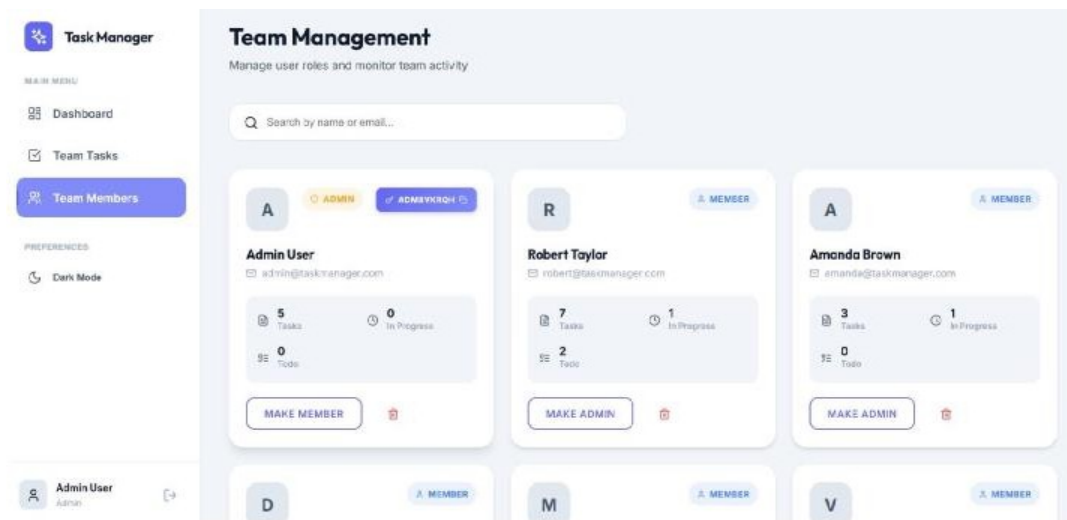 Task Manager
MAIN MENU
Dashboard
Team Tasks
Team Members
PREFERENCES
Dark Mode
Admin User
Admin
Team Management
Manage user roles and monitor team activity
Search by name or email...
A
ADMIN
Admin User
admin@taskmanager.com
5
Tasks
0
In Progress
0
Todo
MAKE MEMBER
R
MEMBER
Robert Taylor
robert@taskmanager.com
7
Tasks
1
In Progress
2
Todo
MAKE ADMIN
A
MEMBER
Amanda Brown
amanda@taskmanager.com
3
Tasks
1
In Progress
0
Todo
MAKE ADMIN
D
MEMBER
M
MEMBER
V
MEMBER